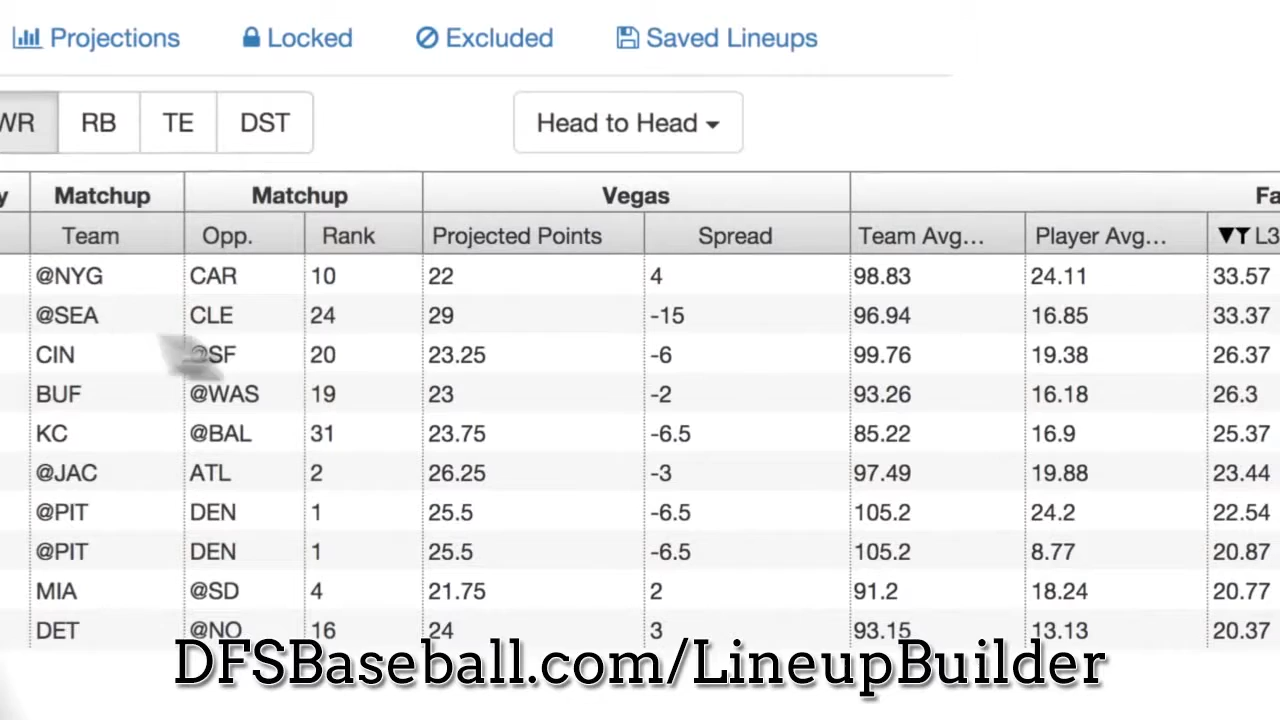 Projections Locked Excluded Saved Lineups
WR RB TE DST Head to Head
y Matchup Matchup Vegas Fa
Team Opp. Rank Projected Points Spread Team Avg... Player Avg... L3
@NYG CAR 10 22 4 98.83 24.11 33.57
@SEA CLE 24 29 -15 96.94 16.85 33.37
CIN @SF 20 23.25 -6 99.76 19.38 26.37
BUF @WAS 19 23 -2 93.26 16.18 26.3
KC @BAL 31 23.75 -6.5 85.22 16.9 25.37
@JAC ATL 2 26.25 -3 97.49 19.88 23.44
@PIT DEN 1 25.5 -6.5 105.2 24.2 22.54
@PIT DEN 1 25.5 -6.5 105.2 8.77 20.87
MIA @SD 4 21.75 2 91.2 18.24 20.77
DET @NO 16 24 3 93.15 13.13 20.37
DFSBaseball.com/LineupBuilder